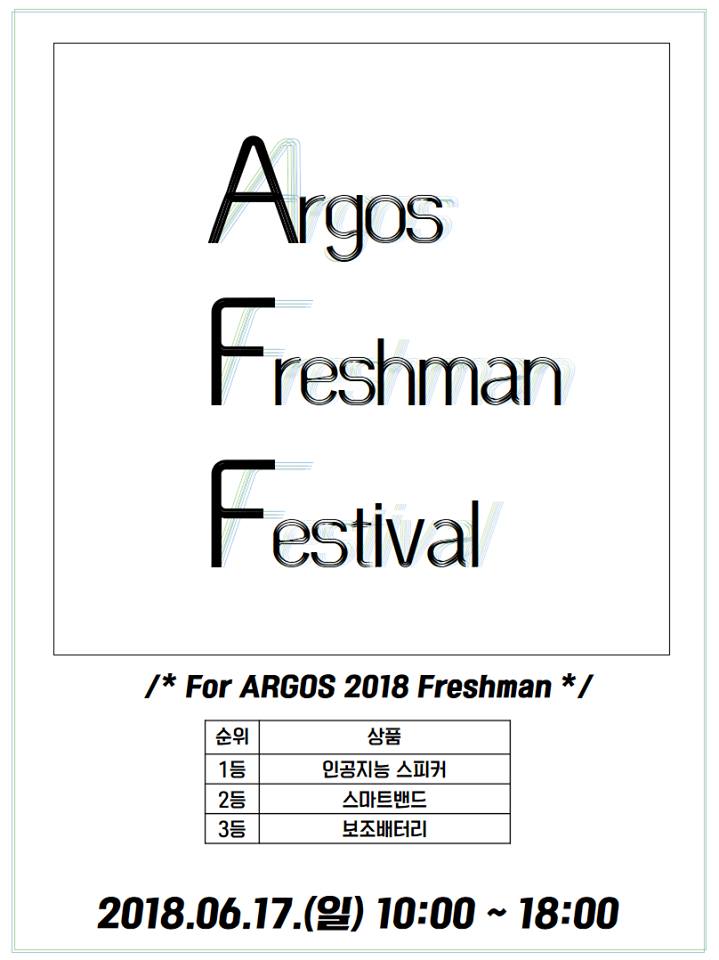 Argos
Freshman
Festival
/* For ARGOS 2018 Freshman */
순위 상품
1등 인공지능 스피커
2등 스마트밴드
3등 보조배터리
2018.06.17.(일) 10:00 ~ 18:00